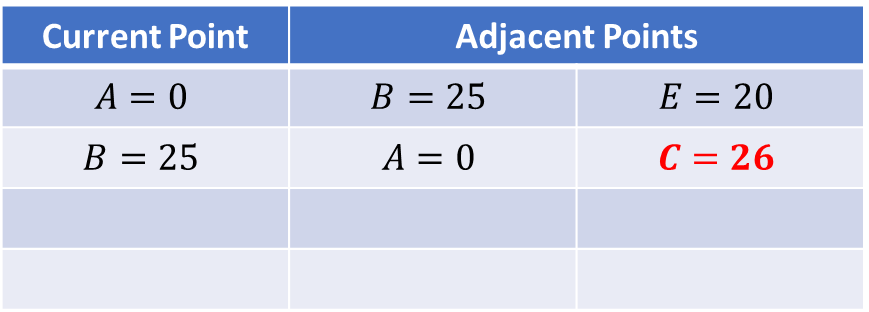 Current Point Adjacent Points
A = 0 B = 25 E = 20
B = 25 A = 0 C = 26